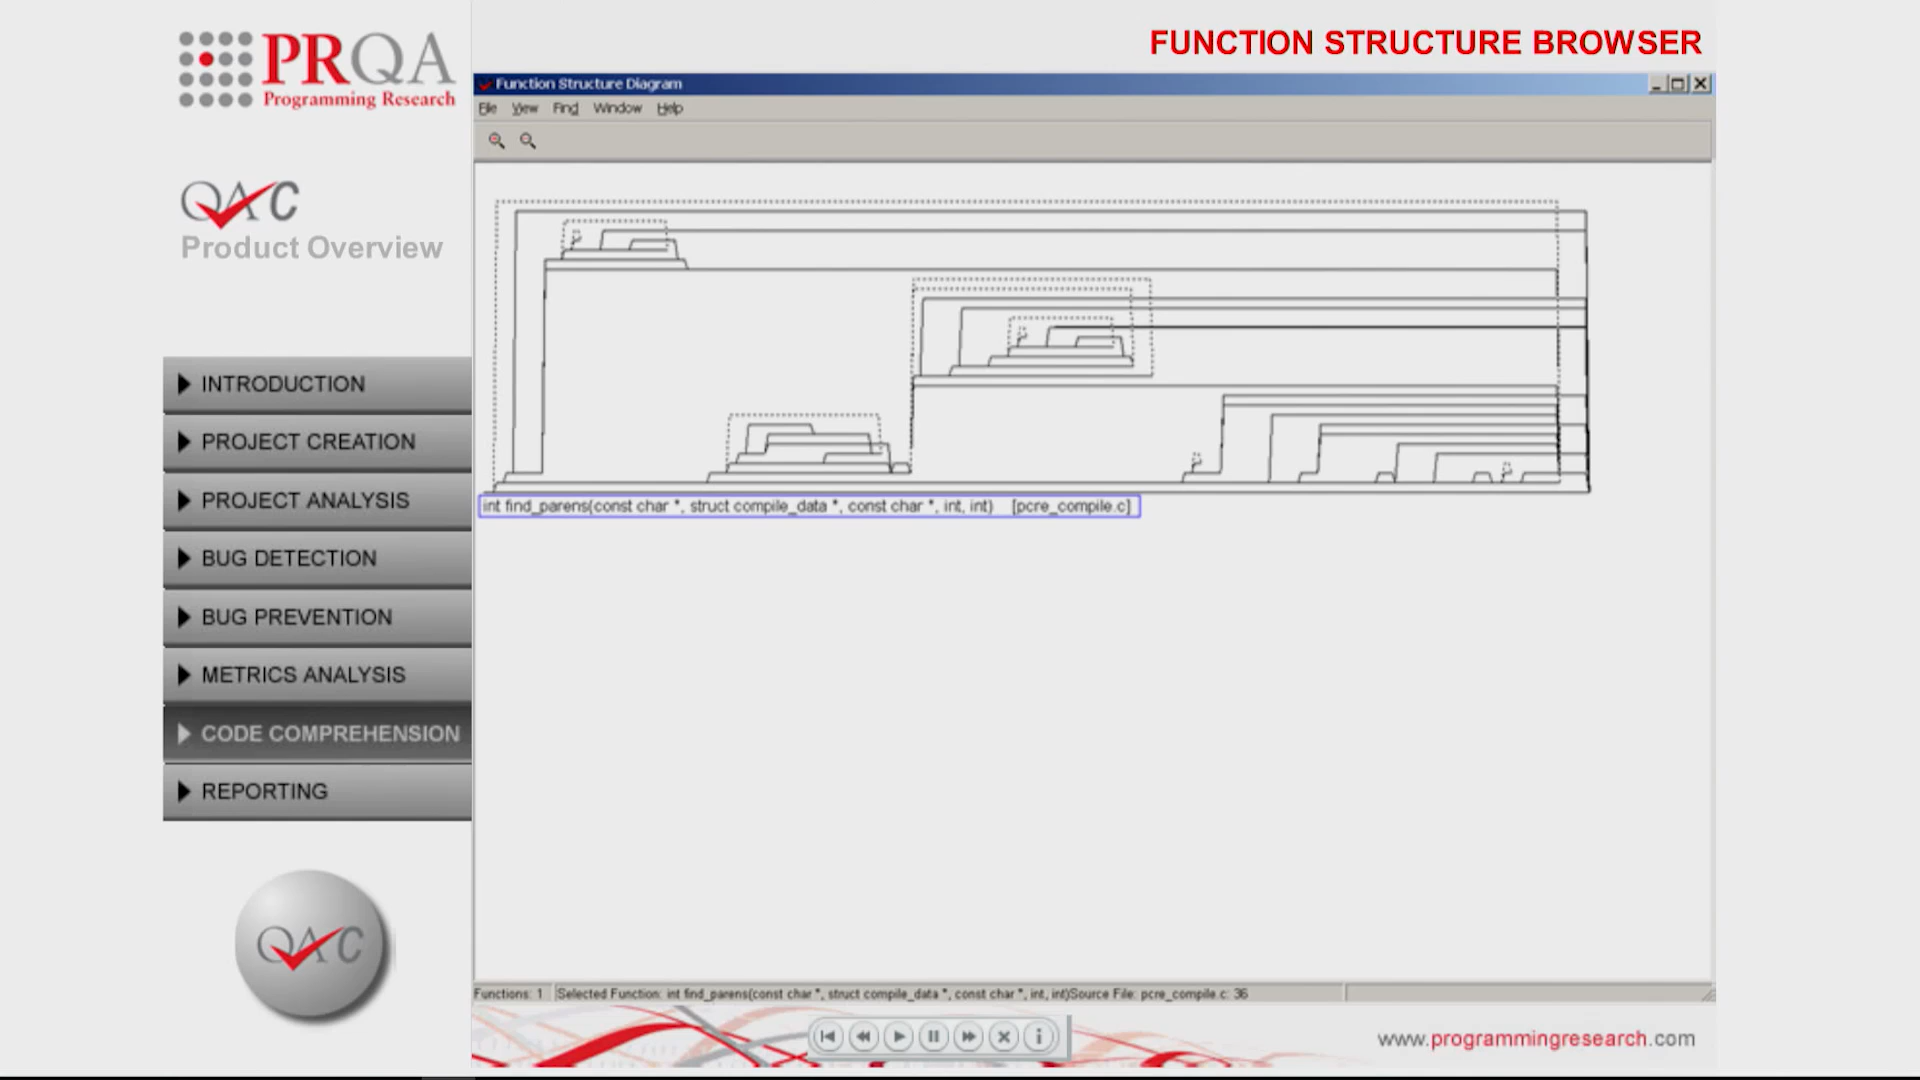 PRQA
Programming Research
FUNCTION STRUCTURE BROWSER
Function Structure Diagram
File View Find Window Help
QAC
Product Overview
INTRODUCTION
PROJECT CREATION
PROJECT ANALYSIS
BUG DETECTION
BUG PREVENTION
METRICS ANALYSIS
CODE COMPREHENSION
REPORTING
int find_parens(const char *, struct compile_data *, const char *, int, int) [pcre_compile.c]
QAC
Functions: 1 Selected Function: int find_parens(const char *, struct compile_data *, const char *, int, int)Source File: pcre_compile.c: 36
www.programmingresearch.com